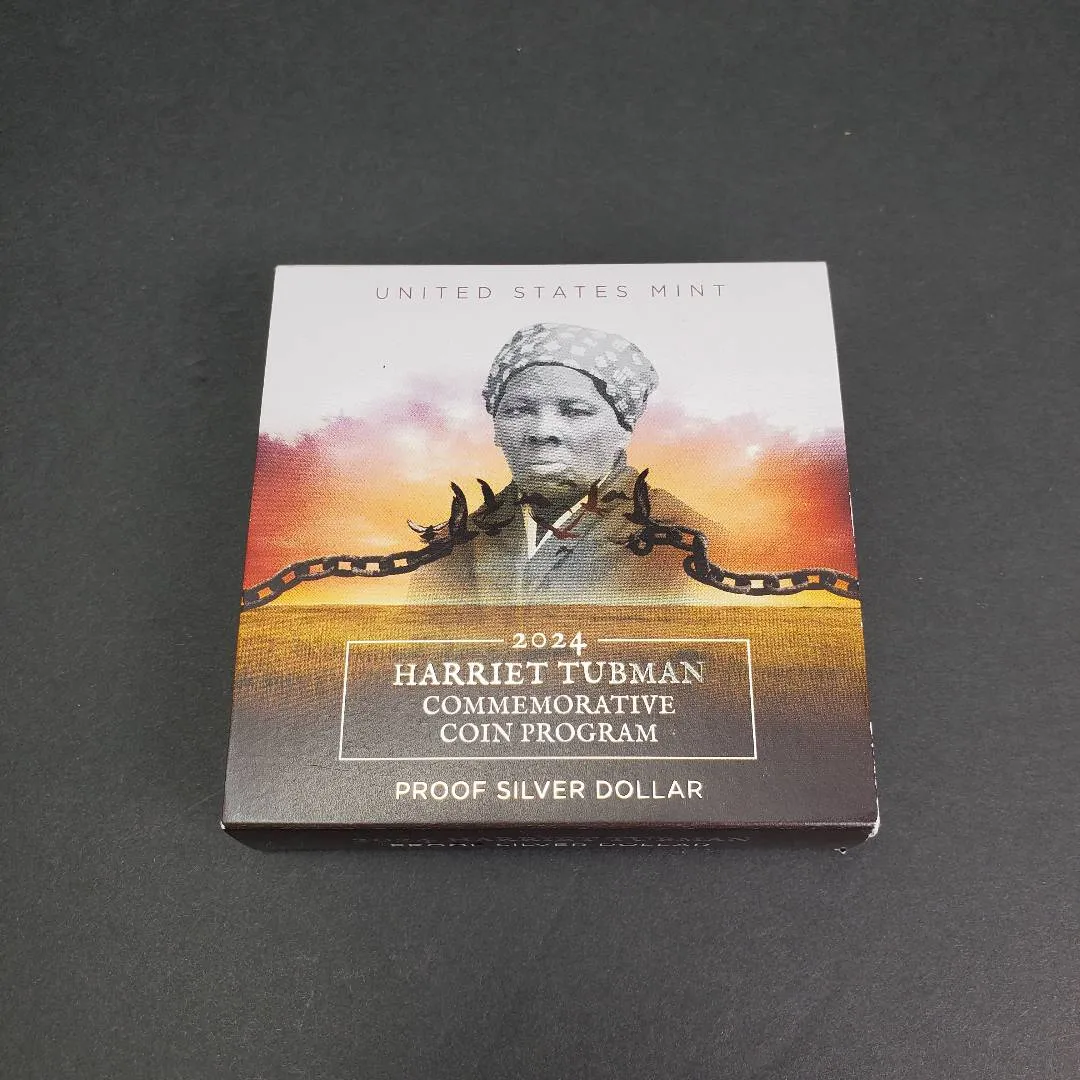 UNITED STATES MINT
2024
HARRIET TUBMAN
COMMEMORATIVE
COIN PROGRAM
PROOF SILVER DOLLAR